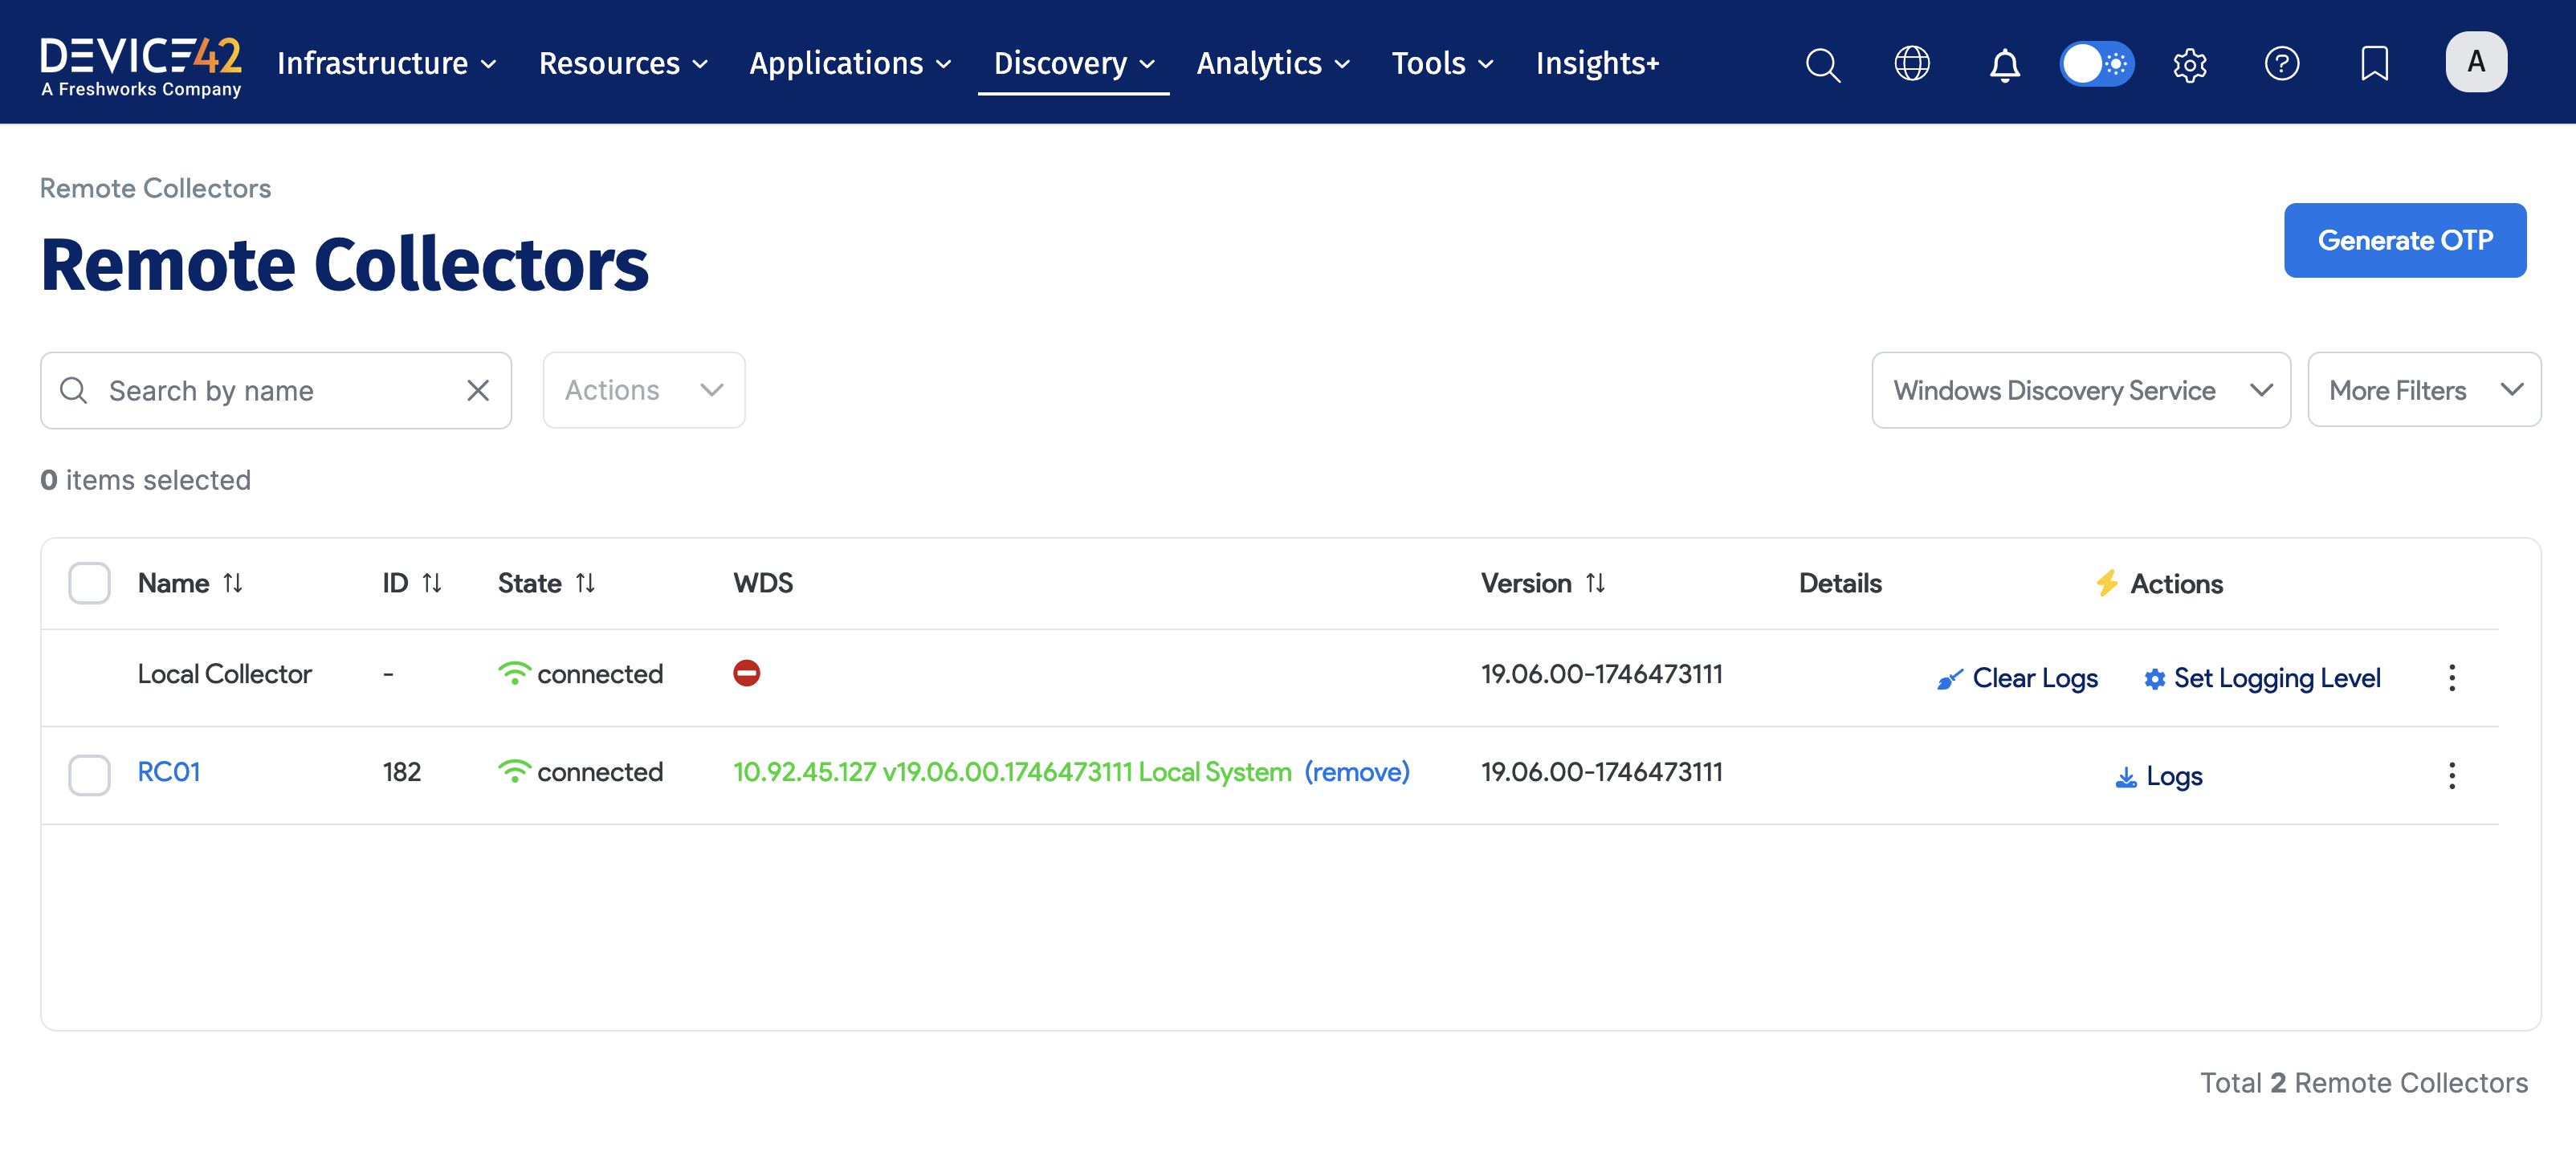 DEVICE42
A Freshworks Company
Infrastructure Resources Applications Discovery Analytics Tools Insights+ A
Remote Collectors
Remote Collectors
Generate OTP
Search by name Actions Windows Discovery Service More Filters
0 items selected
Name ID State WDS Version Details Actions
Local Collector - connected 19.06.00-1746473111 Clear Logs Set Logging Level
RC01 182 connected 10.92.45.127 v19.06.00.1746473111 Local System (remove) 19.06.00-1746473111 Logs
Total 2 Remote Collectors